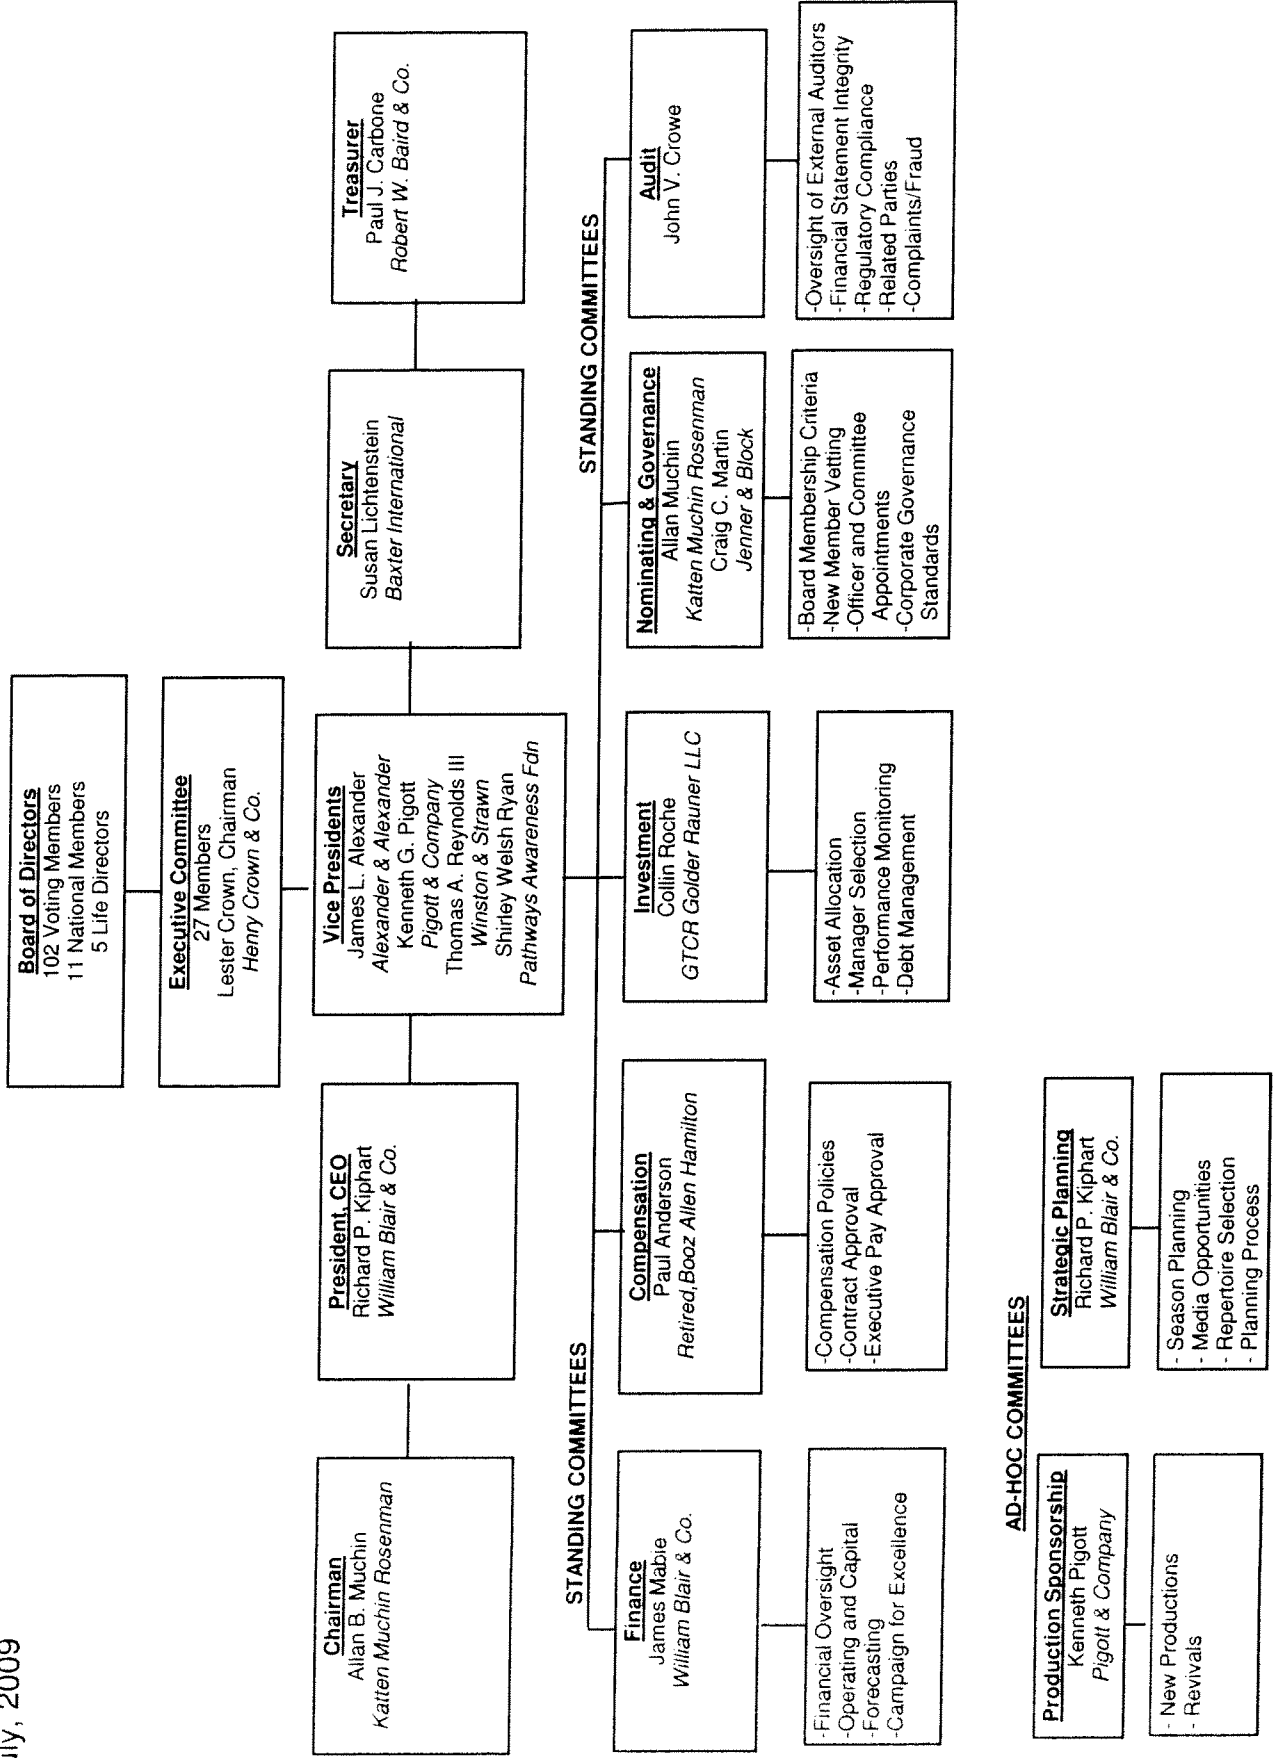 2009
Board of Directors
102 Voting Members
11 National Members
5 Life Directors
Executive Committee
27 Members
Lester Crown, Chairman
Henry Crown & Co.
Chairman
Allan B. Muchin
Katten Muchin Rosenman
President, CEO
Richard P. Kiphart
William Blair & Co.
Vice Presidents
James L. Alexander
Alexander & Alexander
Kenneth G. Pigott
Pigott & Company
Thomas A. Reynolds III
Winston & Strawn
Shirley Welsh Ryan
Pathways Awareness Fdn
Secretary
Susan Lichtenstein
Baxter International
Treasurer
Paul J. Carbone
Robert W. Baird & Co.
STANDING COMMITTEES
STANDING COMMITTEES
Finance
James Mabie
William Blair & Co.
Compensation
Paul Anderson
Retired,Booz Allen Hamilton
Investment
Collin Roche
GTCR Golder Rauner LLC
Nominating & Governance
Allan Muchin
Katten Muchin Rosenman
Craig C. Martin
Jenner & Block
Audit
John V. Crowe
-Financial Oversight
-Operating and Capital
-Forecasting
-Campaign for Excellence
-Compensation Policies
-Contract Approval
-Executive Pay Approval
-Asset Allocation
-Manager Selection
-Performance Monitoring
-Debt Management
-Board Membership Criteria
-New Member Vetting
-Officer and Committee
Appointments
-Corporate Governance
Standards
-Oversight of External Auditors
-Financial Statement Integrity
-Regulatory Compliance
-Related Parties
-Complaints/Fraud
AD-HOC COMMITTEES
Production Sponsorship
Kenneth Pigott
Pigott & Company
Strategic Planning
Richard P. Kiphart
William Blair & Co.
- New Productions
- Revivals
- Season Planning
- Media Opportunities
- Repertoire Selection
- Planning Process